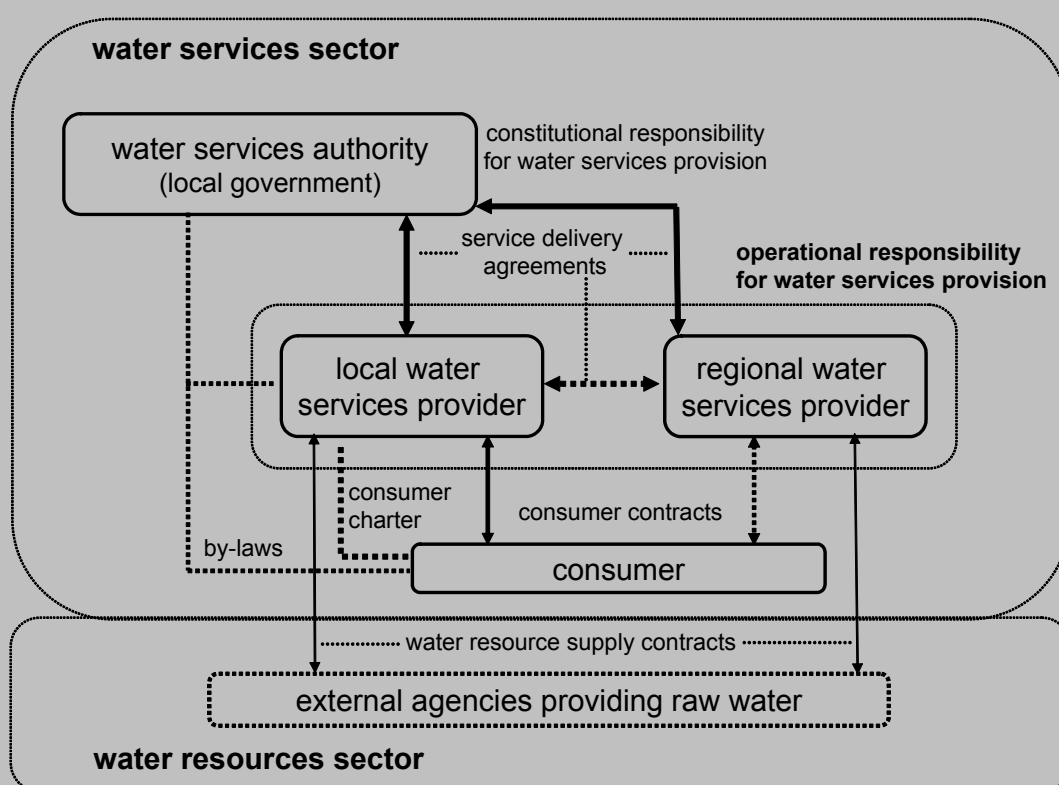 water services sector
water services authority
(local government)
constitutional responsibility
for water services provision
service delivery
agreements
operational responsibility
for water services provision
local water
services provider
regional water
services provider
consumer
charter
consumer contracts
by-laws
consumer
water resource supply contracts
external agencies providing raw water
water resources sector